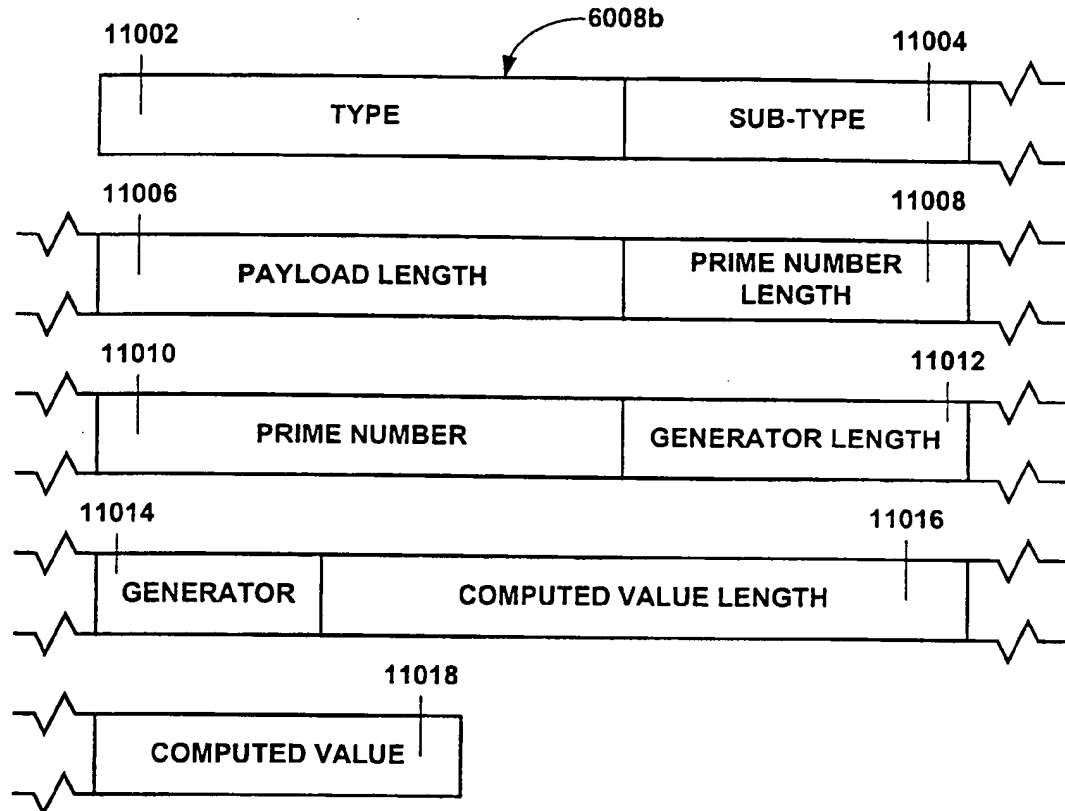 11002 6008b 11004
TYPE SUB-TYPE
11006 11008
PAYLOAD LENGTH PRIME NUMBER
LENGTH
11010 11012
PRIME NUMBER GENERATOR LENGTH
11014 11016
GENERATOR COMPUTED VALUE LENGTH
11018
COMPUTED VALUE